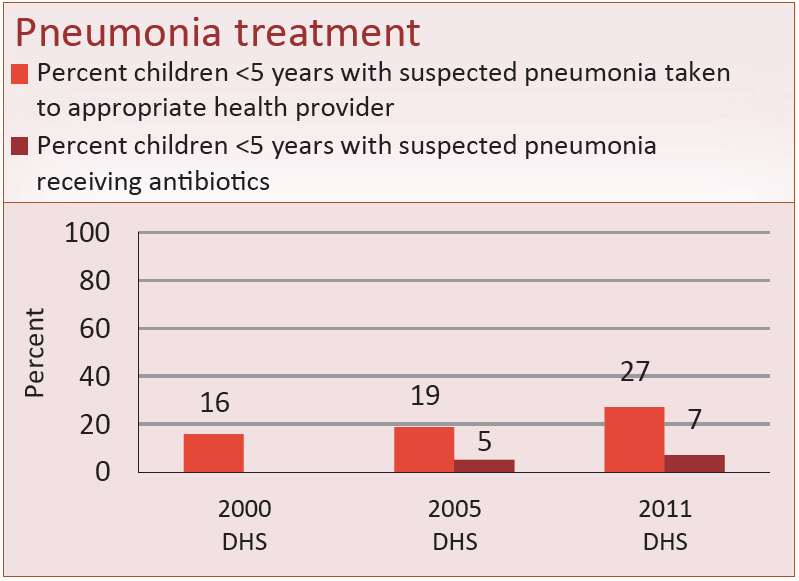 Pneumonia treatment
Percent children <5 years with suspected pneumonia taken
to appropriate health provider
Percent children <5 years with suspected pneumonia
receiving antibiotics
100
80
60
40
20
0
Percent
16
19
5
27
7
2000
DHS
2005
DHS
2011
DHS